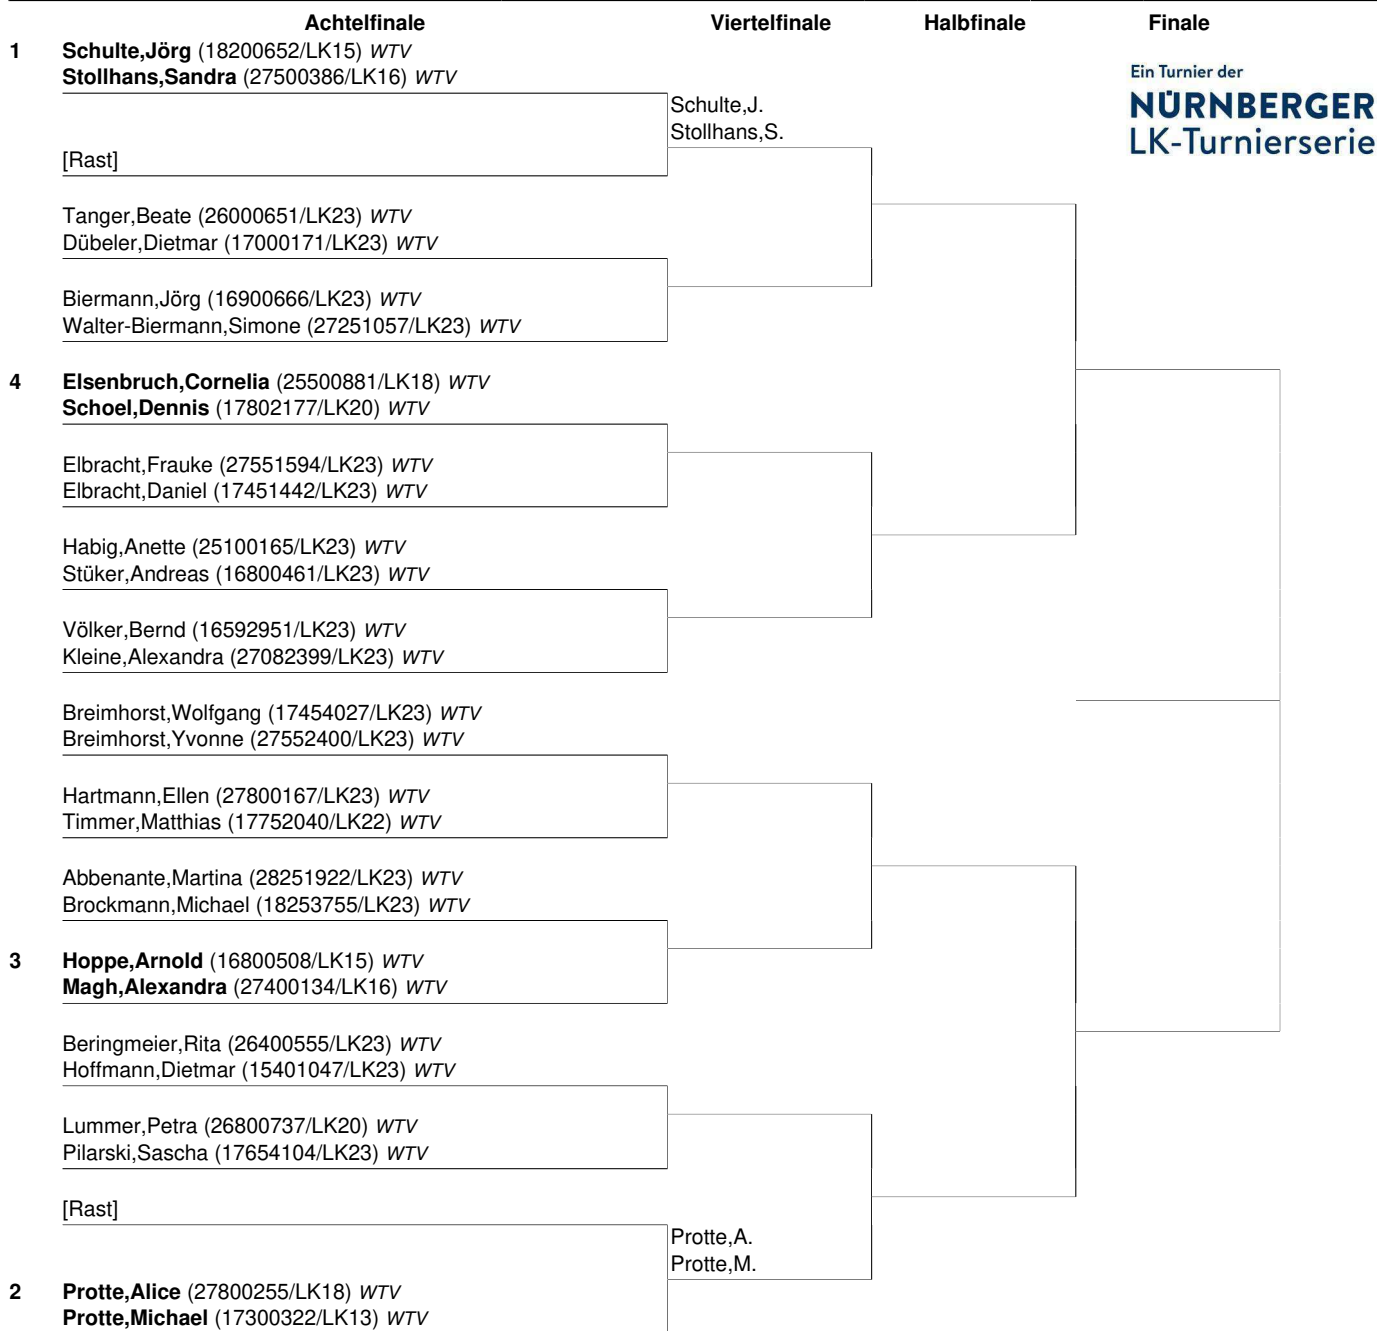 Achtelfinale Viertelfinale Halbfinale Finale
1 Schulte,Jörg (18200652/LK15) WTV
Stollhans,Sandra (27500386/LK16) WTV
Ein Turnier der
NÜRNBERGER
LK-Turnierserie
Schulte,J.
Stollhans,S.
[Rast]
Tanger,Beate (26000651/LK23) WTV
Dübeler,Dietmar (17000171/LK23) WTV
Biermann,Jörg (16900666/LK23) WTV
Walter-Biermann,Simone (27251057/LK23) WTV
4 Elsenbruch,Cornelia (25500881/LK18) WTV
Schoel,Dennis (17802177/LK20) WTV
Elbracht,Frauke (27551594/LK23) WTV
Elbracht,Daniel (17451442/LK23) WTV
Habig,Anette (25100165/LK23) WTV
Stüker,Andreas (16800461/LK23) WTV
Völker,Bernd (16592951/LK23) WTV
Kleine,Alexandra (27082399/LK23) WTV
Breimhorst,Wolfgang (17454027/LK23) WTV
Breimhorst,Yvonne (27552400/LK23) WTV
Hartmann,Ellen (27800167/LK23) WTV
Timmer,Matthias (17752040/LK22) WTV
Abbenante,Martina (28251922/LK23) WTV
Brockmann,Michael (18253755/LK23) WTV
3 Hoppe,Arnold (16800508/LK15) WTV
Magh,Alexandra (27400134/LK16) WTV
Beringmeier,Rita (26400555/LK23) WTV
Hoffmann,Dietmar (15401047/LK23) WTV
Lummer,Petra (26800737/LK20) WTV
Pilarski,Sascha (17654104/LK23) WTV
[Rast]
Protte,A.
Protte,M.
2 Protte,Alice (27800255/LK18) WTV
Protte,Michael (17300322/LK13) WTV